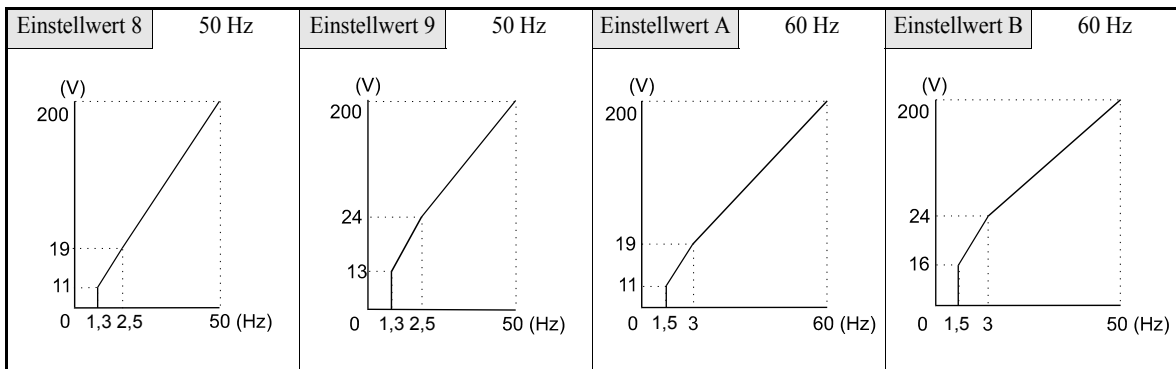 Einstellwert 8 50 Hz
(V)
200
19
11
0 1,3 2,5 50 (Hz)
Einstellwert 9 50 Hz
(V)
200
24
13
0 1,3 2,5 50 (Hz)
Einstellwert A 60 Hz
(V)
200
19
11
0 1,5 3 60 (Hz)
Einstellwert B 60 Hz
(V)
200
24
16
0 1,5 3 50 (Hz)